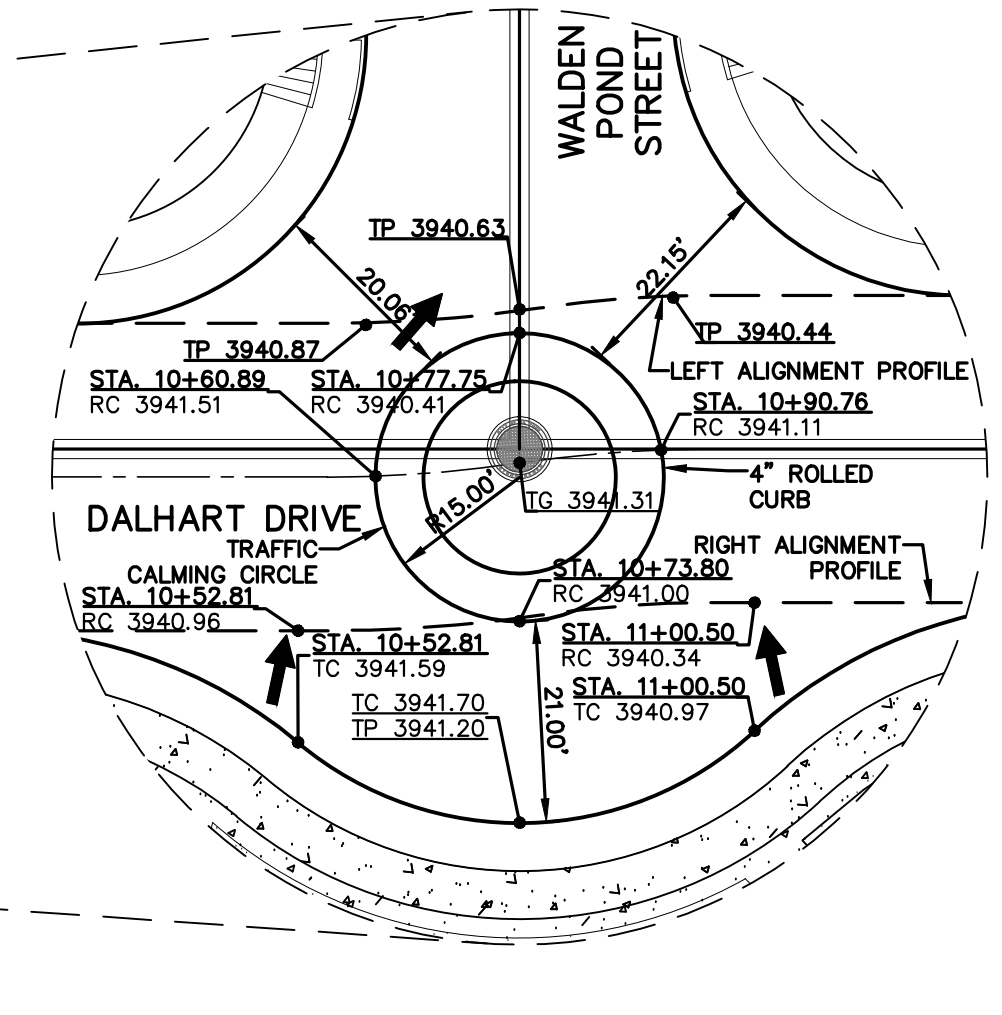 WALDEN
POND
STREET
TP 3940.63
20.06'
22.15'
TP 3940.87
TP 3940.44
LEFT ALIGNMENT PROFILE
STA. 10+60.89
RC 3941.51
STA. 10+77.75
RC 3940.41
STA. 10+90.76
RC 3941.11
4" ROLLED
CURB
TG 3941.31
R15.00'
DALHART DRIVE
TRAFFIC
CALMING CIRCLE
RIGHT ALIGNMENT
PROFILE
STA. 10+52.81
RC 3940.96
STA. 10+73.80
RC 3941.00
STA. 10+52.81
TC 3941.59
STA. 11+00.50
RC 3940.34
STA. 11+00.50
TC 3940.97
TC 3941.70
TP 3941.20
21.00'